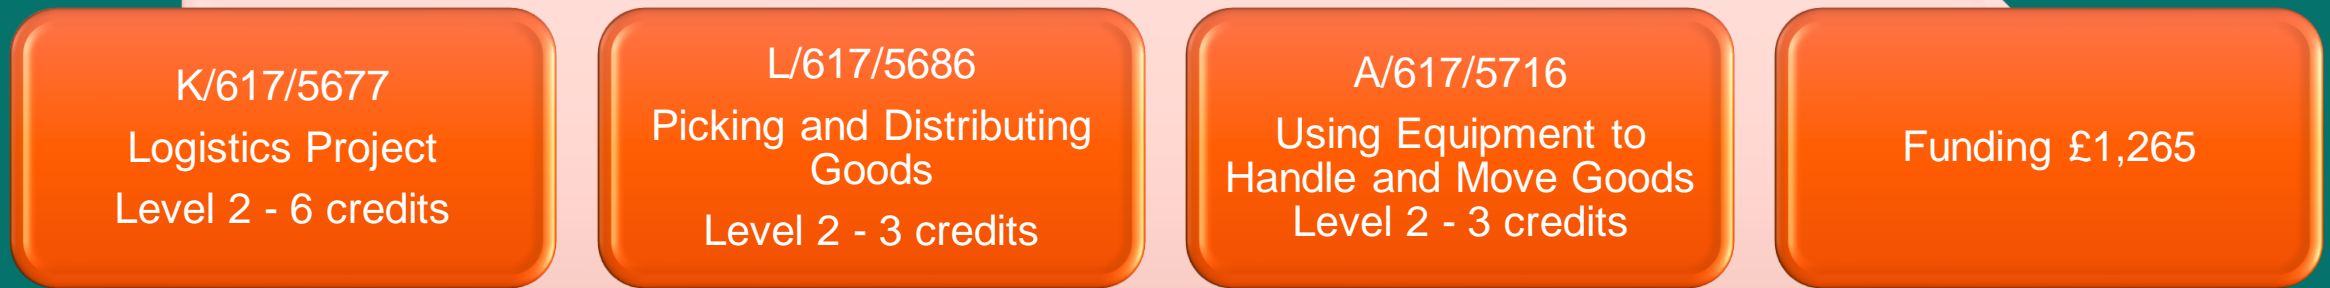 K/617/5677
Logistics Project
Level 2 - 6 credits
L/617/5686
Picking and Distributing
Goods
Level 2 - 3 credits
A/617/5716
Using Equipment to
Handle and Move Goods
Level 2 - 3 credits
Funding £1,265